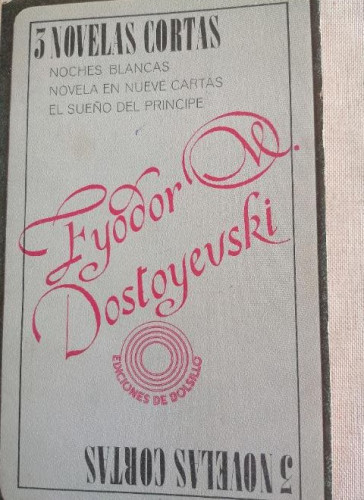 3 NOVELAS CORTAS
NOCHES BLANCAS
NOVELA EN NUEVE CARTAS
EL SUEÑO DEL PRINCIPE
Fyódor M.
Dostoyevski
EDICIONES DE BOLSILLO
3 NOVELAS CORTAS